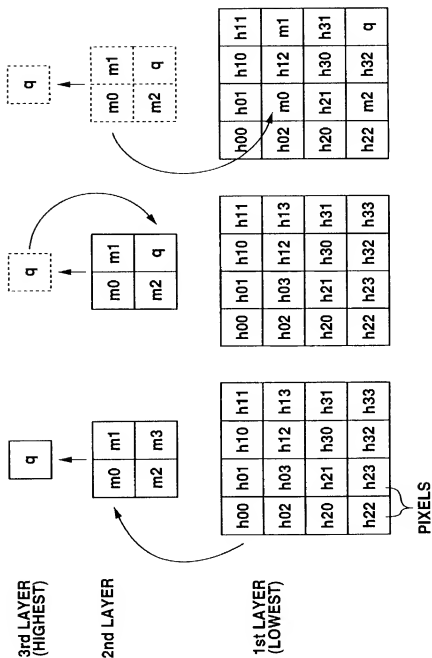 3rd LAYER
(HIGHEST)
q
q
q
2nd LAYER
m0 m1
m2 m3
m0 m1
m2 q
m0 m1
m2 q
1st LAYER
(LOWEST)
h00 h01 h10 h11
h02 h03 h12 h13
h20 h21 h30 h31
h22 h23 h32 h33
PIXELS
h00 h01 h10 h11
h02 h03 h12 h13
h20 h21 h30 h31
h22 h23 h32 h33
h00 h01 h10 h11
h02 m0 h12 m1
h20 h21 h30 h31
h22 m2 h32 q